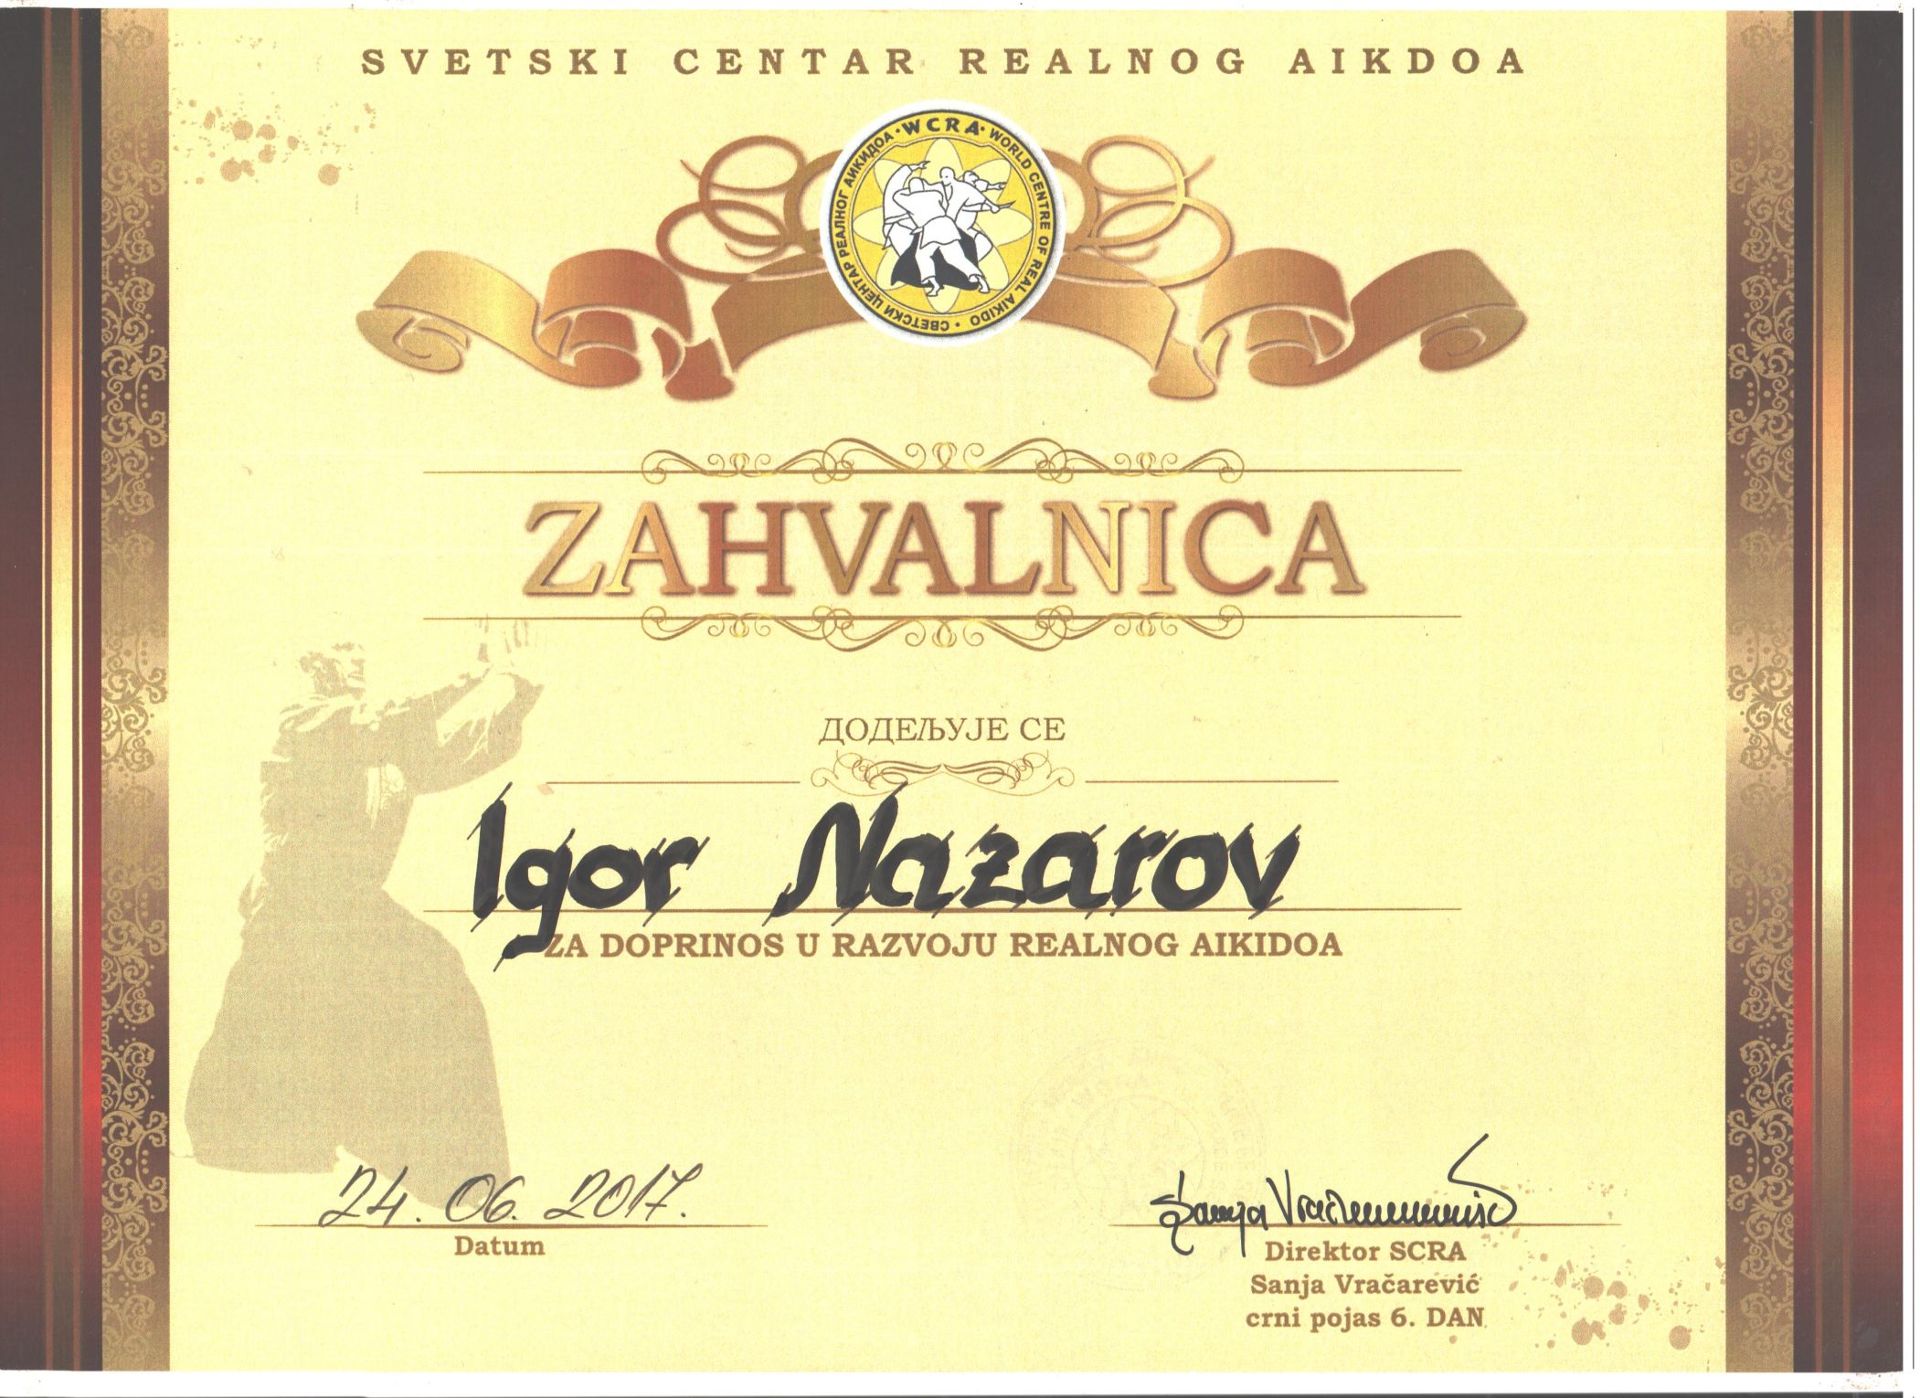 SVETSKI CENTAR REALNOG AIKDOA
СВЕТСКИ ЦЕНТАР РЕАЛНОГ АИКИДОА · WCRA · WORLD CENTRE OF REAL AIKIDO ·
ZAHVALNICA
ДОДЕЉУЈЕ СЕ
Igor Nazarov
ZA DOPRINOS U RAZVOJU REALNOG AIKIDOA
24. 06. 2017.
Datum
Direktor SCRA
Sanja Vračarević
crni pojas 6. DAN